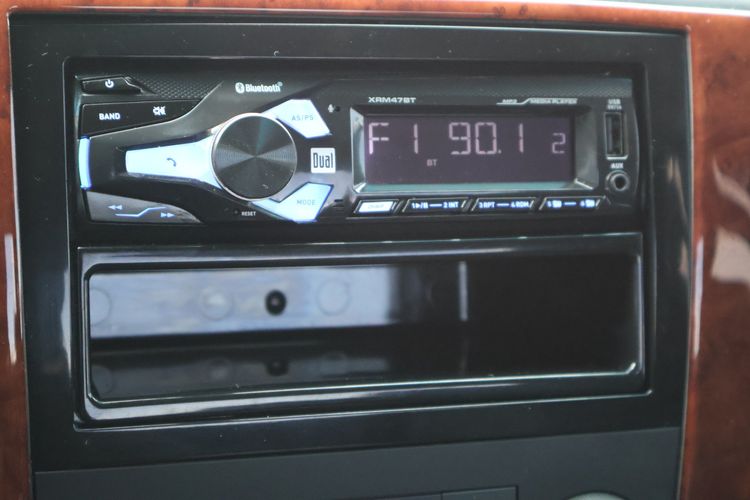 Bluetooth
XRM47BT
MP3 MEDIA PLAYER
USB
BAND
AS/PS
F1 90.1 2
BT
Dual
AUX
MODE
RESET
1 2 INT 3 RPT 4 RDM 5 6